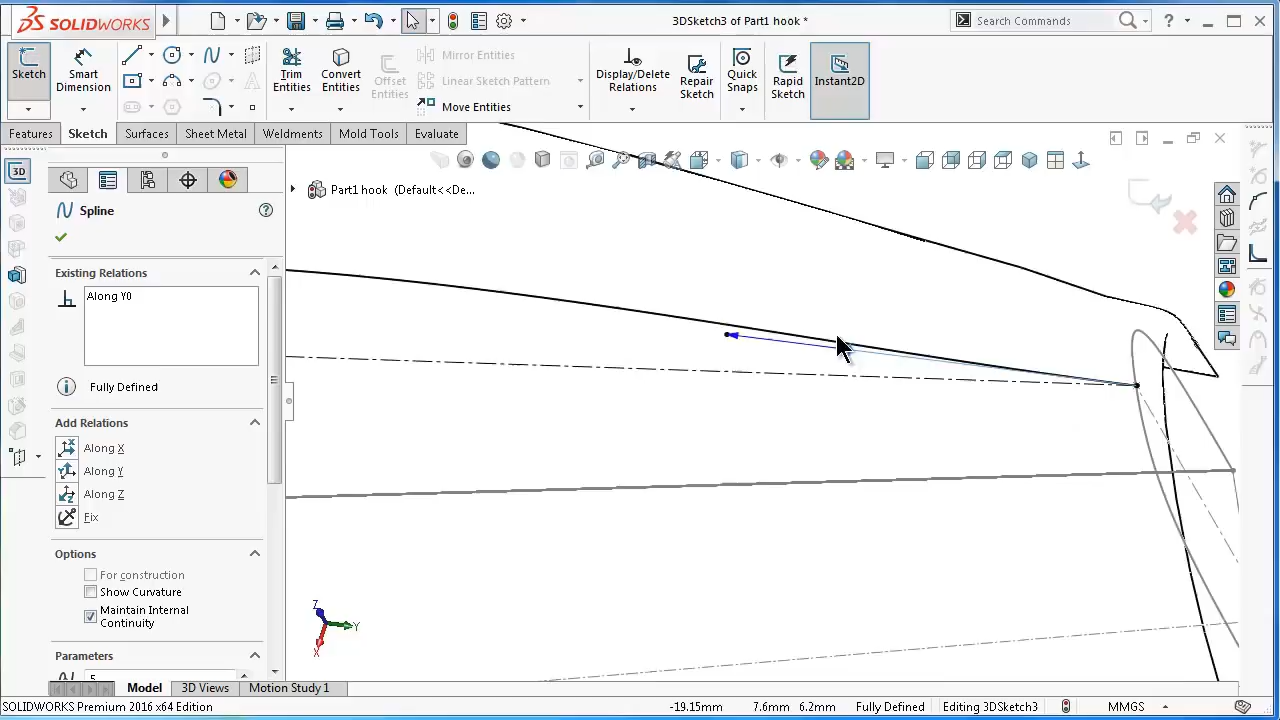 SOLIDWORKS
3DSketch3 of Part1 hook *
Search Commands
?
Sketch
Smart Dimension
Trim Entities
Convert Entities
Offset Entities
Mirror Entities
Linear Sketch Pattern
Move Entities
Display/Delete Relations
Repair Sketch
Quick Snaps
Rapid Sketch
Instant2D
Features
Sketch
Surfaces
Sheet Metal
Weldments
Mold Tools
Evaluate
3D
Part1 hook (Default<<De...
Spline
?
Existing Relations
Along Y0
Fully Defined
Add Relations
Along X
Along Y
Along Z
Fix
Options
For construction
Show Curvature
Maintain Internal
Continuity
Parameters
5
Z
Y
X
Model
3D Views
Motion Study 1
SOLIDWORKS Premium 2016 x64 Edition
-19.15mm
7.6mm
6.2mm
Fully Defined
Editing 3DSketch3
MMGS